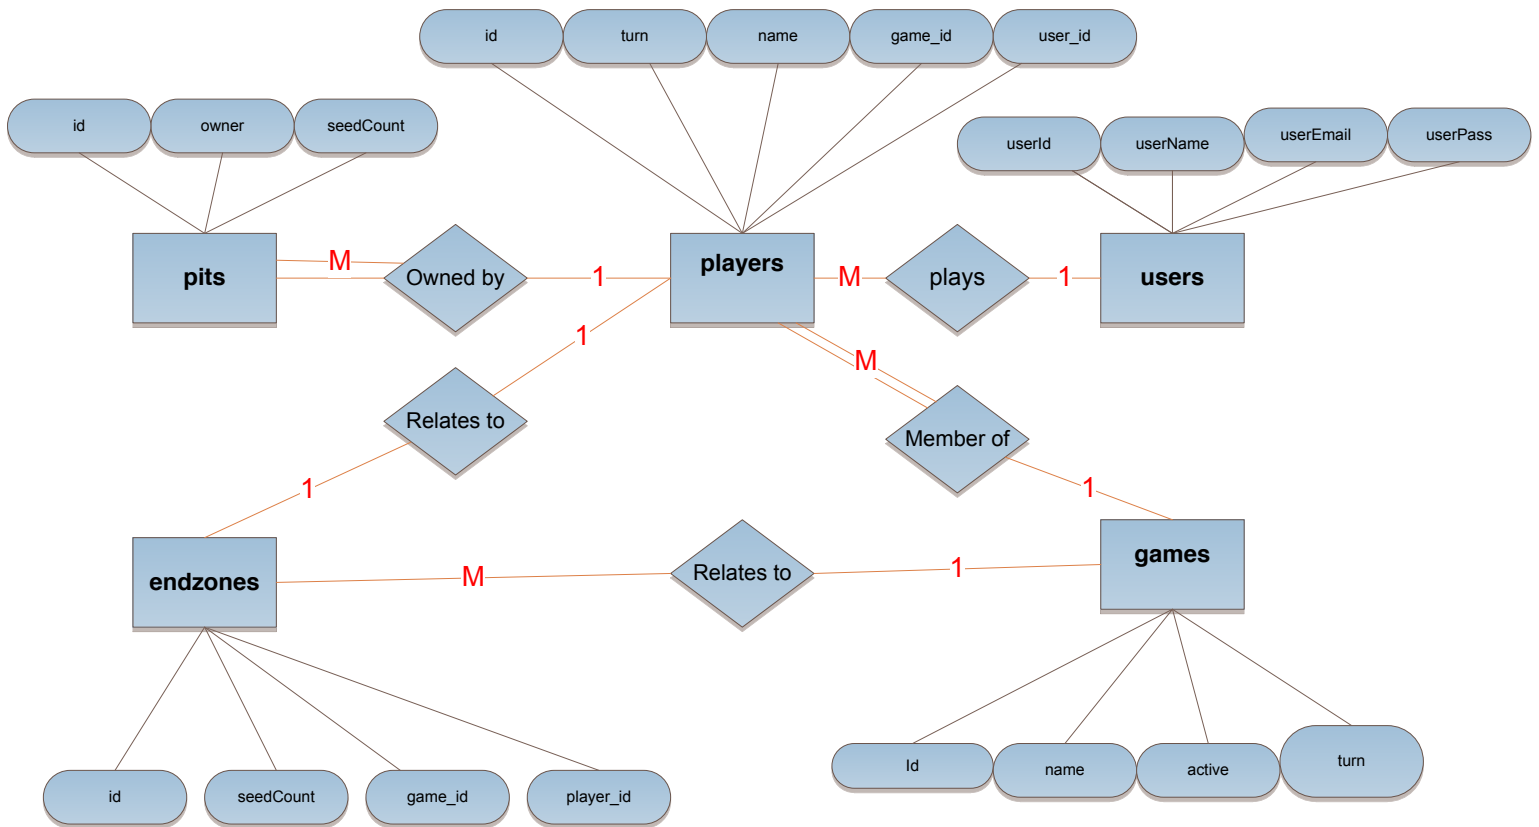 id
turn
name
game_id
user_id
id
owner
seedCount
userId
userName
userEmail
userPass
pits
M
Owned by
1
players
M
plays
1
users
1
M
Relates to
Member of
1
1
endzones
M
Relates to
1
games
id
seedCount
game_id
player_id
Id
name
active
turn